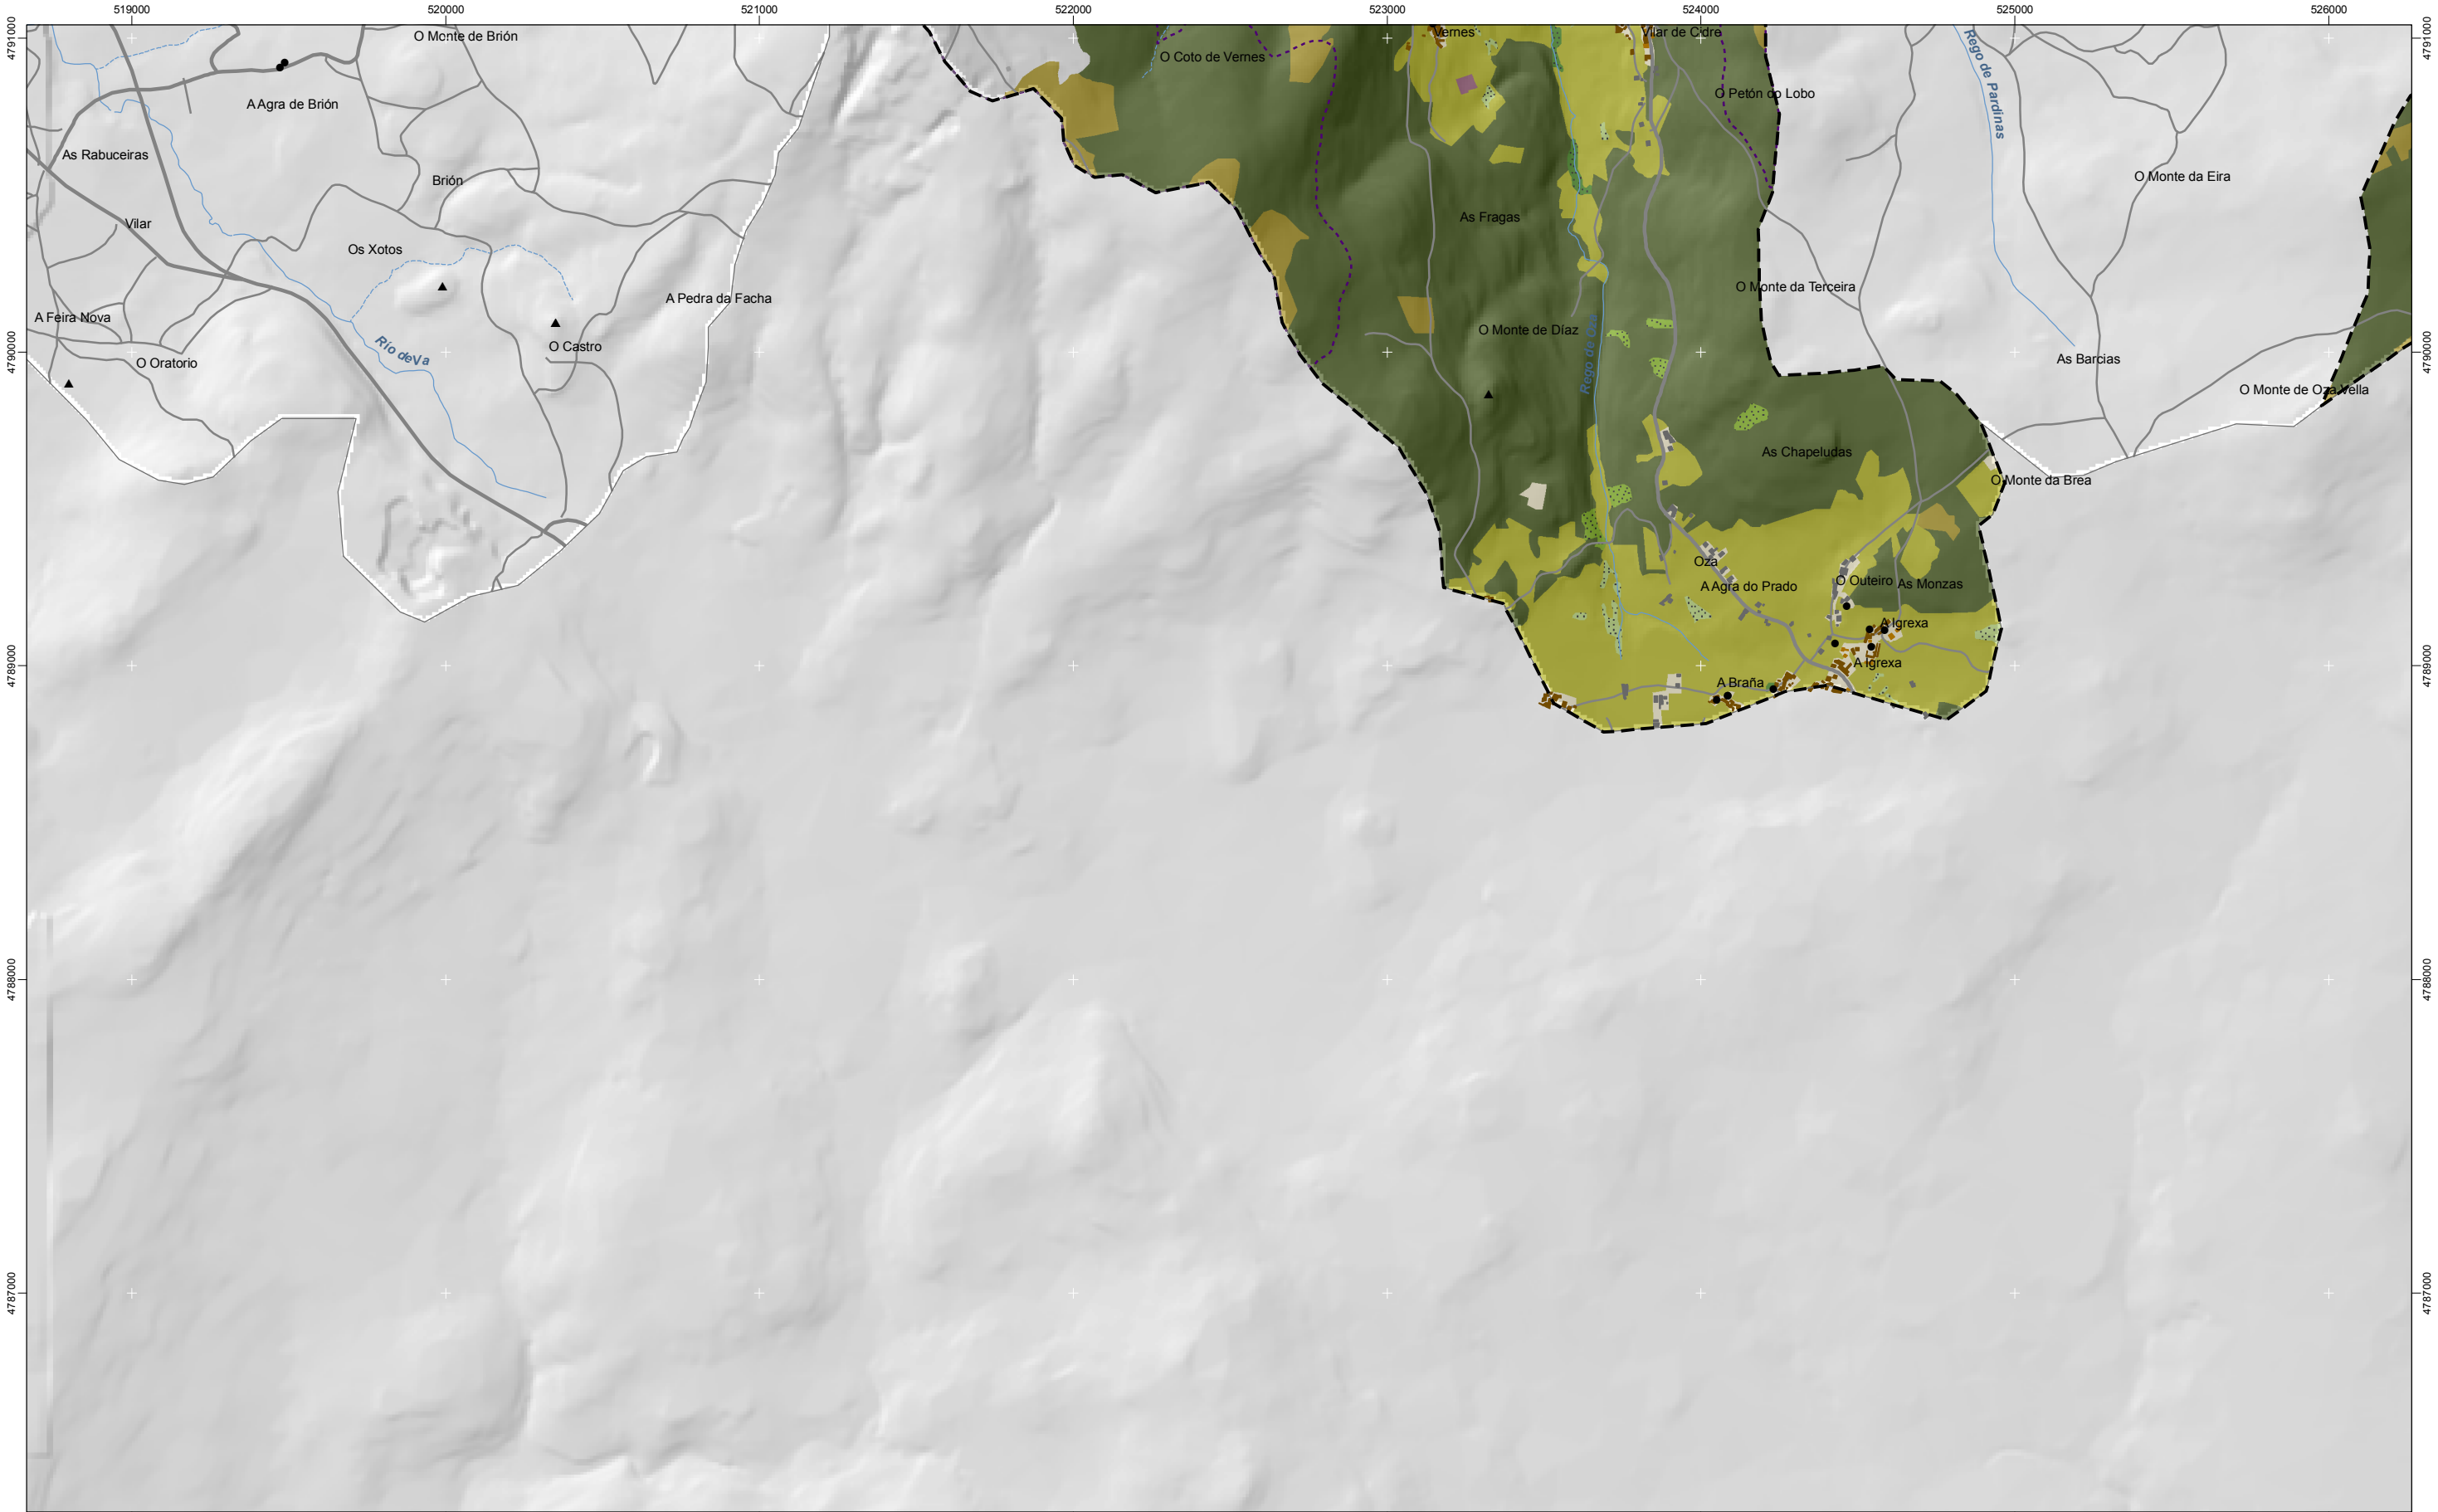 519000
520000
521000
522000
523000
524000
525000
526000
4791000
4791000
O Monte de Brión
Vernes
Vilar de Cidre
Rego de Pardinas
O Coto de Vernes
A Agra de Brión
O Petón do Lobo
As Rabuceiras
Brión
O Monte da Eira
As Fragas
Vilar
Os Xotos
O Monte da Terceira
A Pedra da Facha
A Feira Nova
O Monte de Díaz
Rego de Oza
Río deVa
O Castro
O Oratorio
4790000
4790000
As Barcias
O Monte de Oza Vella
As Chapeludas
O Monte da Brea
Oza
A Agra do Prado
O Outeiro
As Monzas
A Igrexa
A Igrexa
4789000
4789000
A Braña
4788000
4788000
4787000
4787000